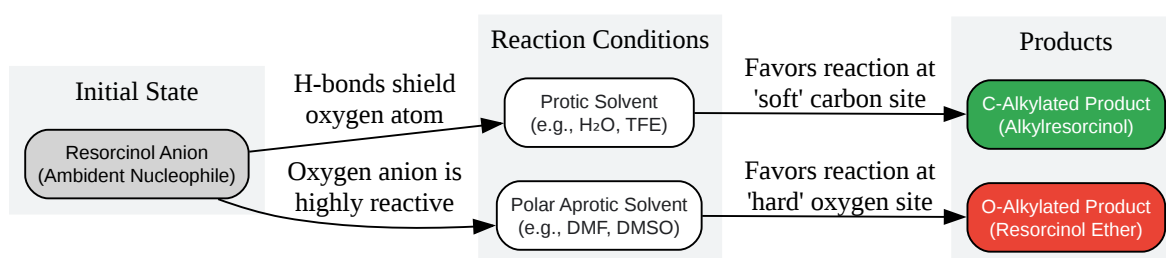 Initial State
Resorcinol Anion
(Ambident Nucleophile)
H-bonds shield
oxygen atom
Oxygen anion is
highly reactive
Reaction Conditions
Protic Solvent
(e.g., H₂O, TFE)
Polar Aprotic Solvent
(e.g., DMF, DMSO)
Favors reaction at
'soft' carbon site
Favors reaction at
'hard' oxygen site
Products
C-Alkylated Product
(Alkylresorcinol)
O-Alkylated Product
(Resorcinol Ether)